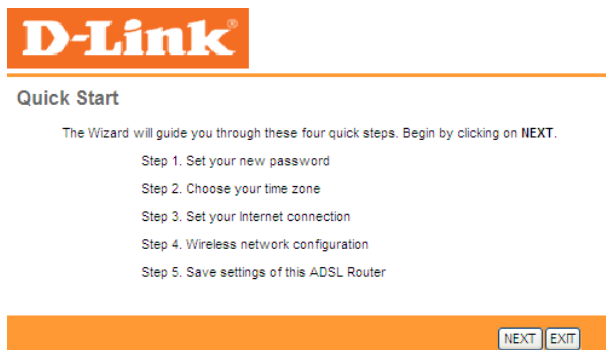 D-Link®
Quick Start
The Wizard will guide you through these four quick steps. Begin by clicking on NEXT.
Step 1. Set your new password
Step 2. Choose your time zone
Step 3. Set your Internet connection
Step 4. Wireless network configuration
Step 5. Save settings of this ADSL Router
NEXT EXIT